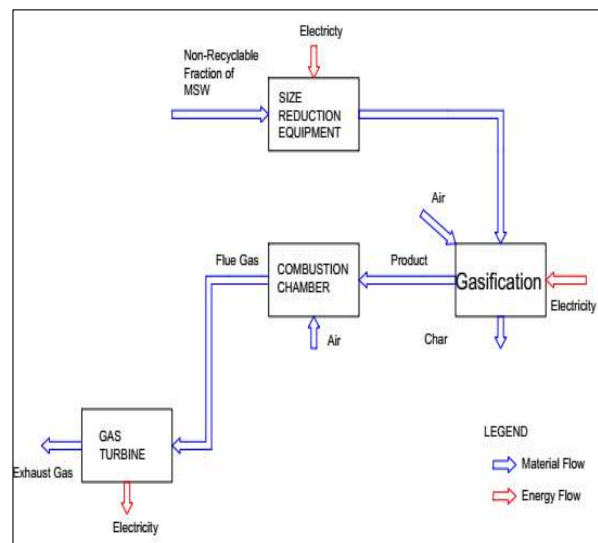 Electricty
Non-Recyclable
Fraction of
MSW
SIZE
REDUCTION
EQUIPMENT
Air
Flue Gas
COMBUSTION
CHAMBER
Product
Gasification
Electricity
Air
Char
GAS
TURBINE
Exhaust Gas
Electricity
LEGEND
Material Flow
Energy Flow